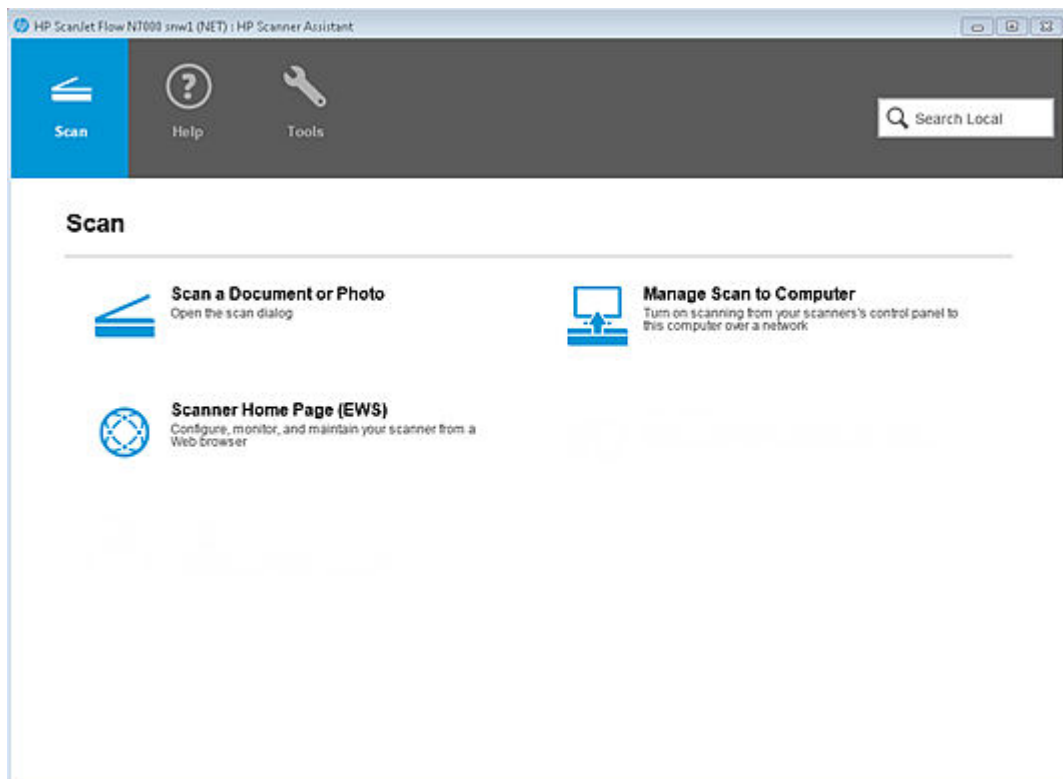 HP ScanJet Flow N7000 snw1 (NET) : HP Scanner Assistant
Scan
Help
Tools
Search Local
Scan
Scan a Document or Photo
Open the scan dialog
Manage Scan to Computer
Turn on scanning from your scanners's control panel to
this computer over a network
Scanner Home Page (EWS)
Configure, monitor, and maintain your scanner from a
Web browser